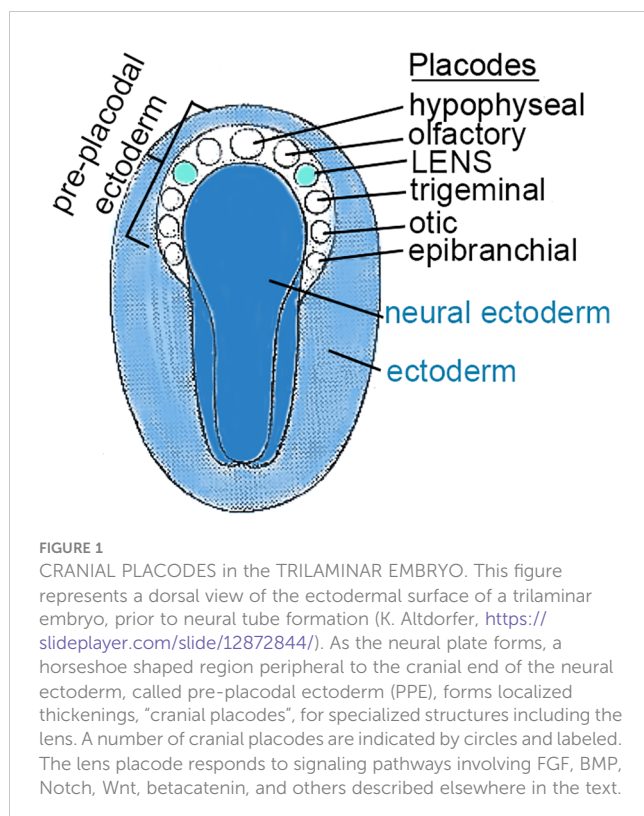 Placodes
hypophyseal
olfactory
LENS
trigeminal
otic
epibranchial
pre-placodal
ectoderm
neural ectoderm
ectoderm
FIGURE 1
CRANIAL PLACODES in the TRILAMINAR EMBRYO. This figure
represents a dorsal view of the ectodermal surface of a trilaminar
embryo, prior to neural tube formation (K. Altdorfer, https://
slideplayer.com/slide/12872844/). As the neural plate forms, a
horseshoe shaped region peripheral to the cranial end of the neural
ectoderm, called pre-placodal ectoderm (PPE), forms localized
thickenings, “cranial placodes”, for specialized structures including the
lens. A number of cranial placodes are indicated by circles and labeled.
The lens placode responds to signaling pathways involving FGF, BMP,
Notch, Wnt, betacatenin, and others described elsewhere in the text.